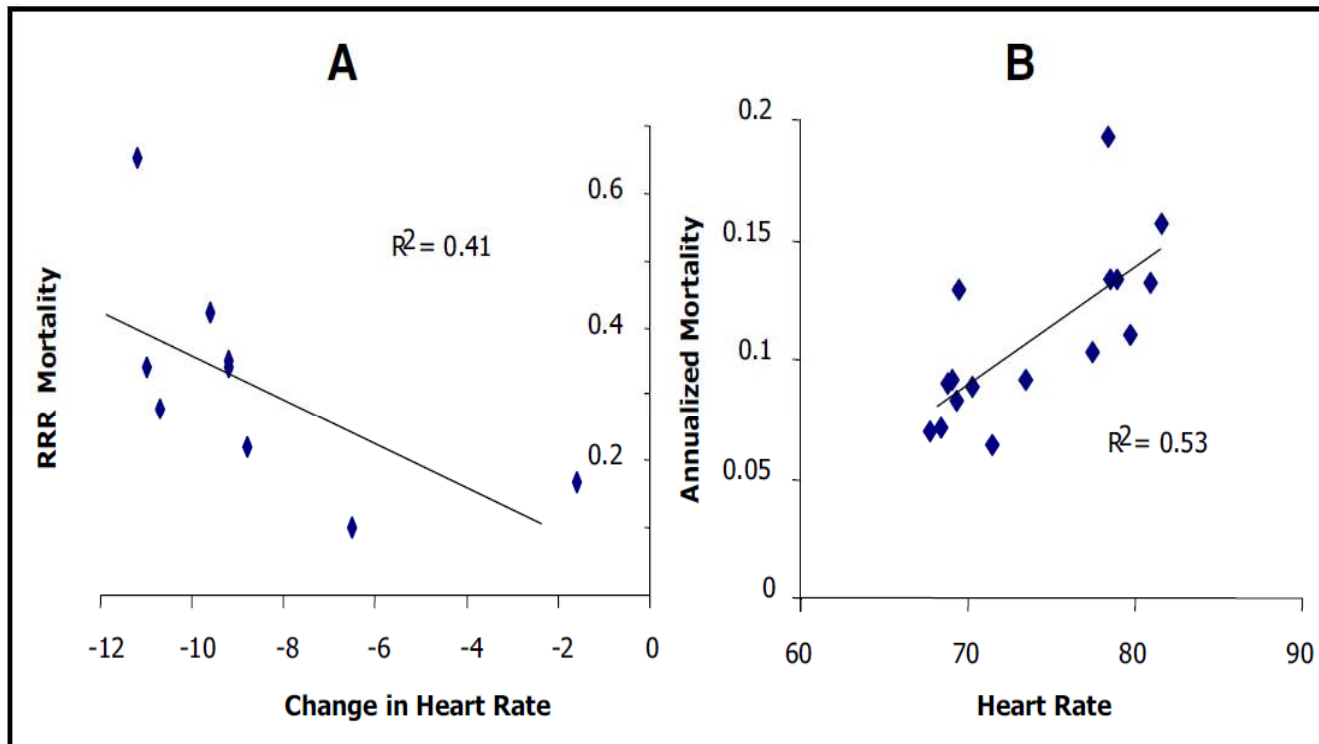 A
RRR Mortality
0.6
0.4
0.2
R2 = 0.41
-12 -10 -8 -6 -4 -2 0
Change in Heart Rate
B
Annualized Mortality
0.2
0.15
0.1
0.05
0
R2 = 0.53
60 70 80 90
Heart Rate